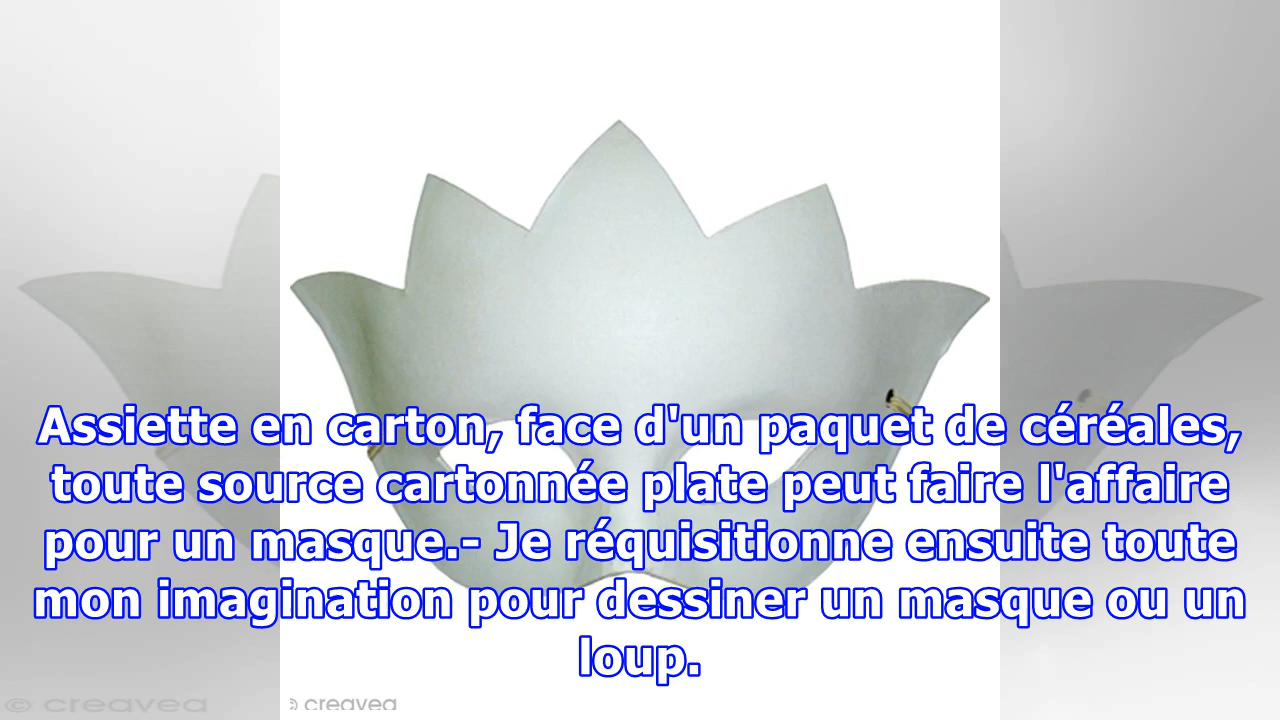 Assiette en carton, face d'un paquet de céréales,
toute source cartonnée plate peut faire l'affaire
pour un masque.- Je réquisitionne ensuite toute
mon imagination pour dessiner un masque ou un
loup.
© creavea
© creavea